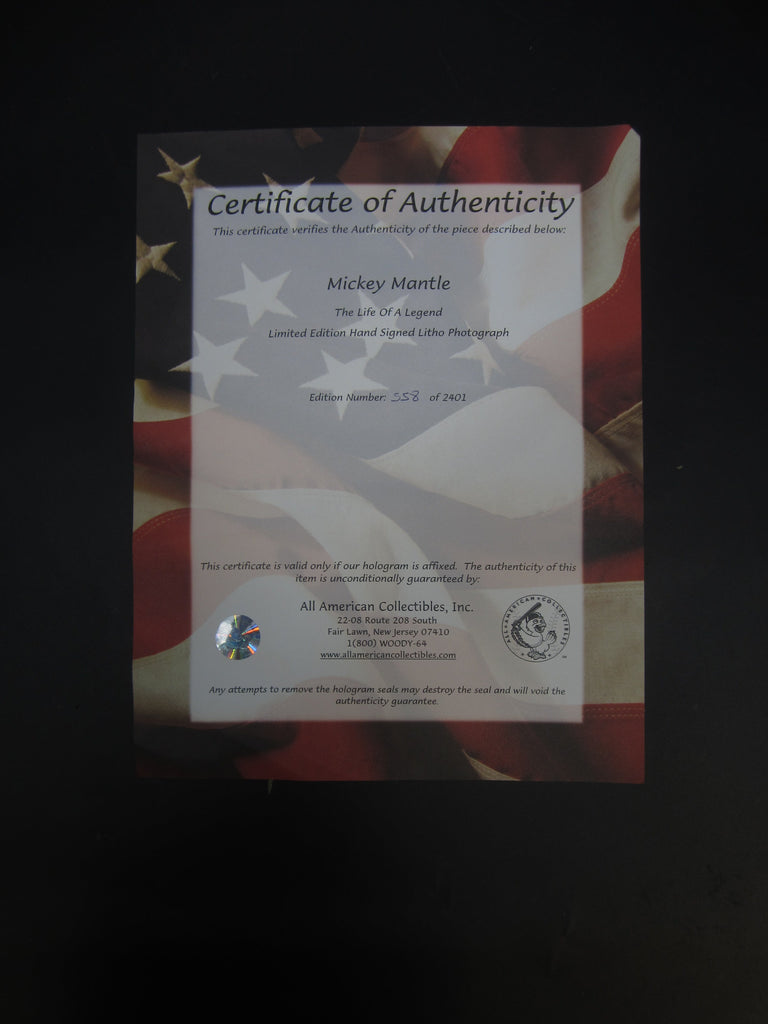 Certificate of Authenticity
This certificate verifies the Authenticity of the piece described below:
Mickey Mantle
The Life Of A Legend
Limited Edition Hand Signed Litho Photograph
Edition Number: 558 of 2401
This certificate is valid only if our hologram is affixed. The authenticity of this
item is unconditionally guaranteed by:
All American Collectibles, Inc.
22-08 Route 208 South
Fair Lawn, New Jersey 07410
1(800) WOODY-64
www.allamericancollectibles.com
ALL★AMERICAN★COLLECTIBLES
Any attempts to remove the hologram seals may destroy the seal and will void the
authenticity guarantee.